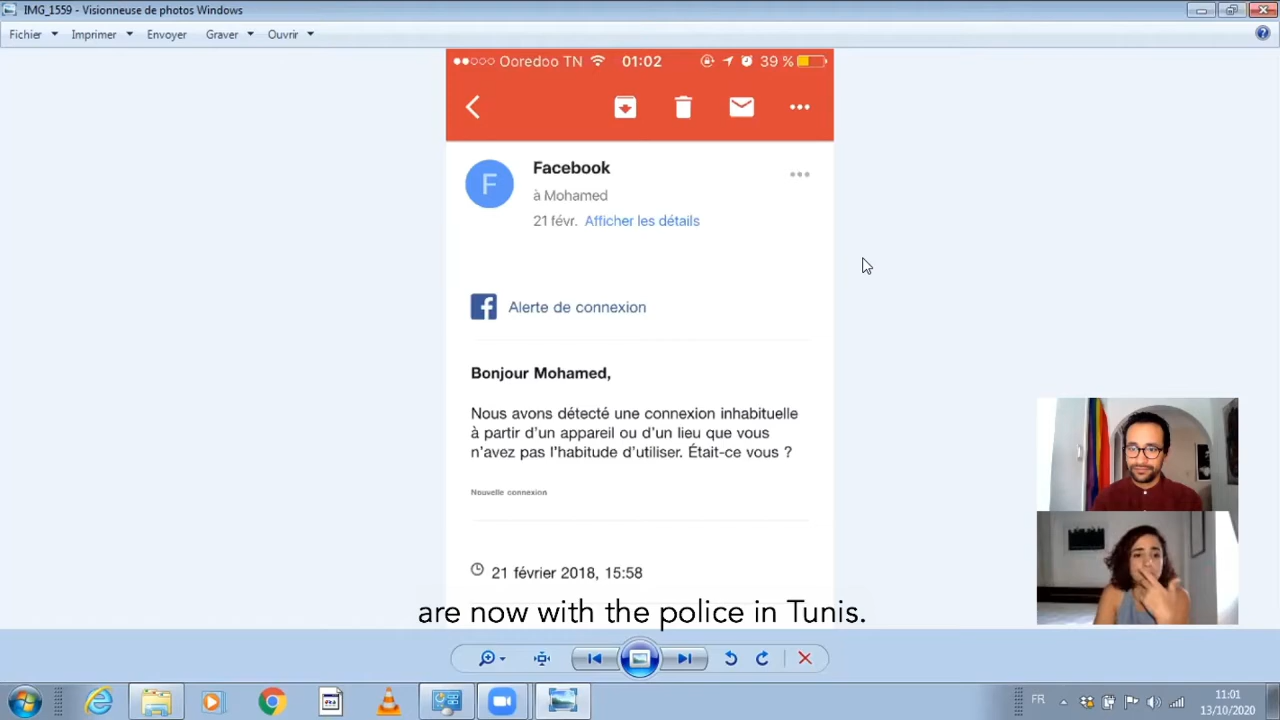 IMG_1559 - Visionneuse de photos Windows
Fichier Imprimer Envoyer Graver Ouvrir
Ooredoo TN 01:02 39 %
F
Facebook
à Mohamed
21 févr. Afficher les détails
f Alerte de connexion
Bonjour Mohamed,
Nous avons détecté une connexion inhabituelle
à partir d'un appareil ou d'un lieu que vous
n'avez pas l'habitude d'utiliser. Était-ce vous ?
Nouvelle connexion
21 février 2018, 15:58
are now with the police in Tunis.
FR 11:01
13/10/2020